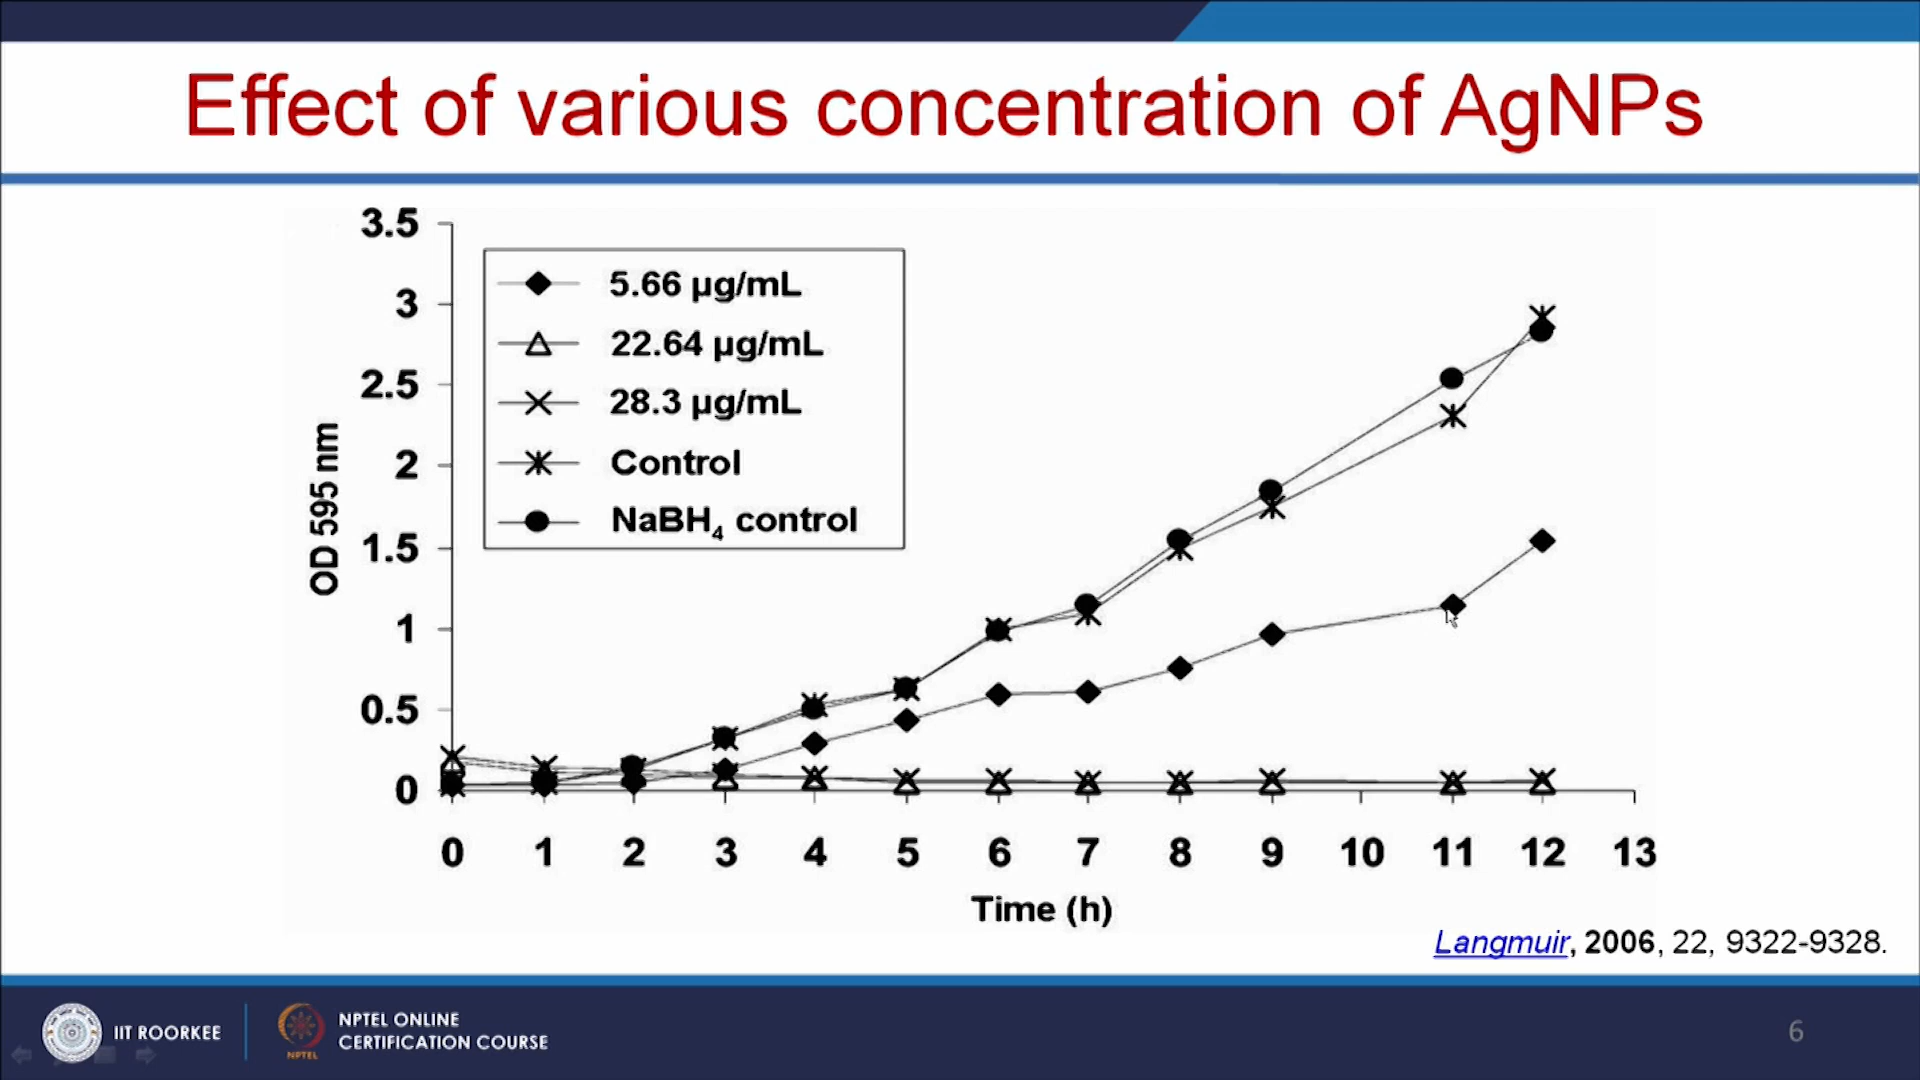 Effect of various concentration of AgNPs
3.5
3
2.5
2
1.5
1
0.5
0
OD 595 nm
5.66 µg/mL
22.64 µg/mL
28.3 µg/mL
Control
NaBH₄ control
0 1 2 3 4 5 6 7 8 9 10 11 12 13
Time (h)
Langmuir, 2006, 22, 9322-9328.
IIT ROORKEE
NPTEL
NPTEL ONLINE
CERTIFICATION COURSE
6